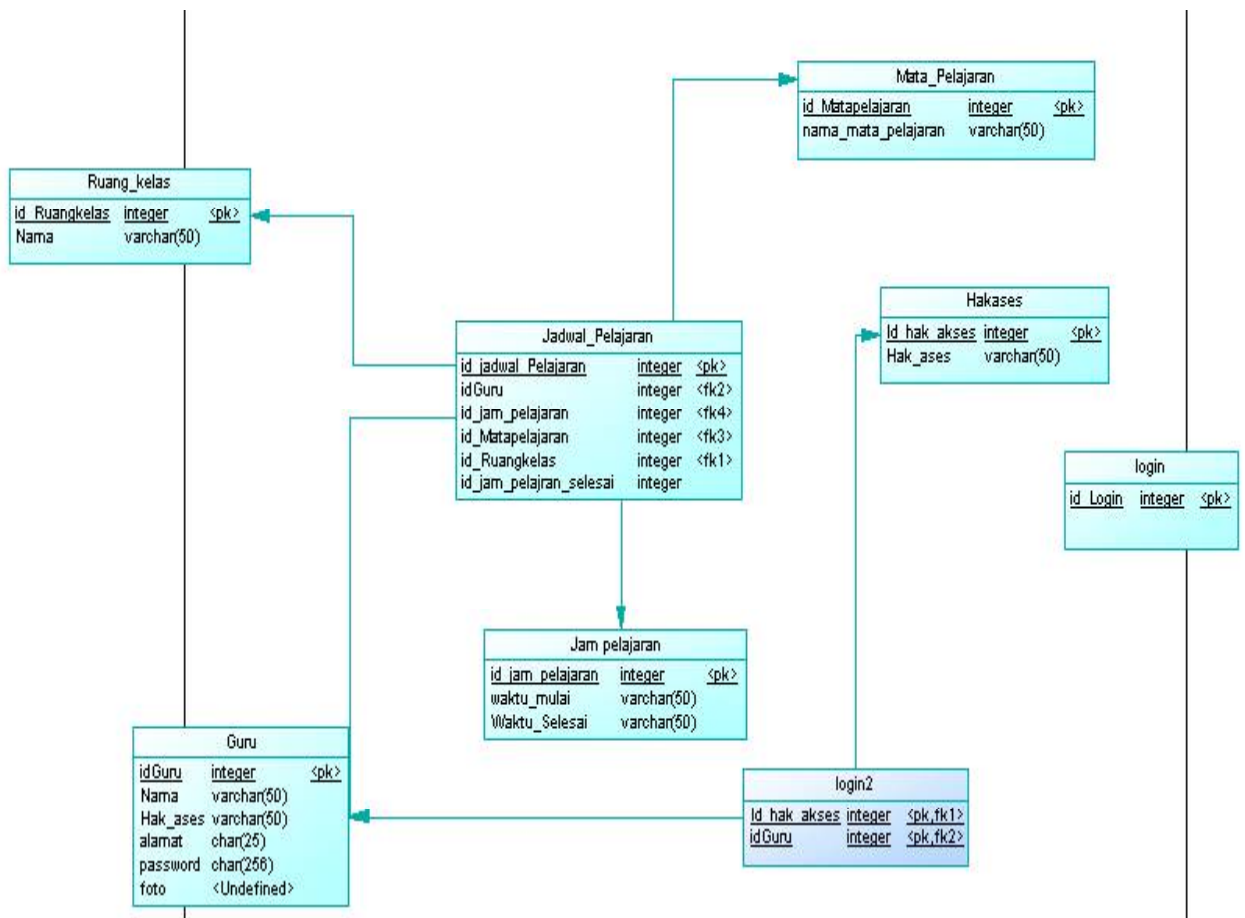 Mata_Pelajaran
id_Matapelajaran integer <pk>
nama_mata_pelajaran varchar(50)
Ruang_kelas
id_Ruangkelas integer <pk>
Nama varchar(50)
Hakases
Id_hak_akses integer <pk>
Hak_ases varchar(50)
Jadwal_Pelajaran
id_jadwal_Pelajaran integer <pk>
idGuru integer <fk2>
id_jam_pelajaran integer <fk4>
id_Matapelajaran integer <fk3>
id_Ruangkelas integer <fk1>
id_jam_pelajran_selesai integer
login
id_Login integer <pk>
Jam pelajaran
id_jam_pelajaran integer <pk>
waktu_mulai varchar(50)
Waktu_Selesai varchar(50)
Guru
idGuru integer <pk>
Nama varchar(50)
Hak_ases varchar(50)
alamat char(25)
password char(256)
foto <Undefined>
login2
Id_hak_akses integer <pk,fk1>
idGuru integer <pk,fk2>